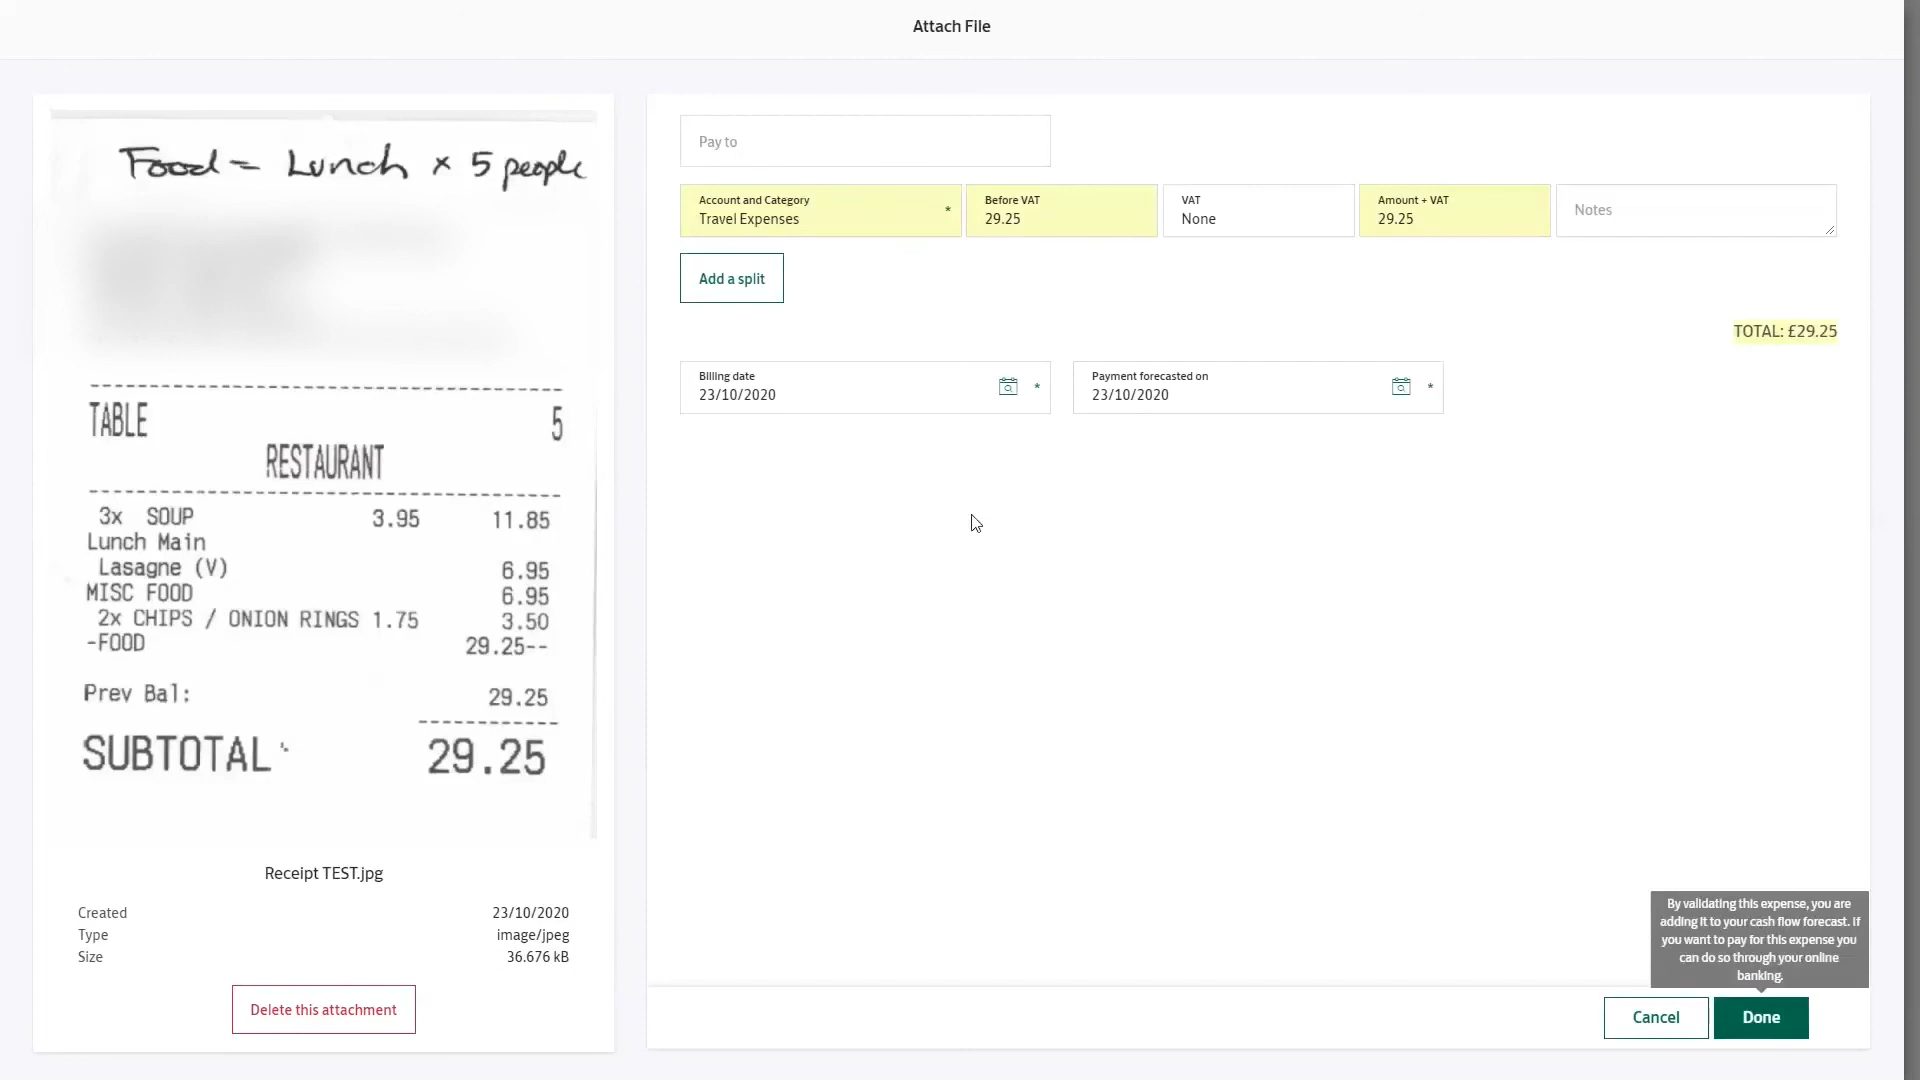 Attach File
Food = Lunch x 5 people
TABLE 5
RESTAURANT
3x SOUP 3.95 11.85
Lunch Main
Lasagne (V) 6.95
MISC FOOD 6.95
2x CHIPS / ONION RINGS 1.75 3.50
-FOOD 29.25--
Prev Bal: 29.25
SUBTOTAL 29.25
Receipt TEST.jpg
Created 23/10/2020
Type image/jpeg
Size 36.676 kB
Delete this attachment
Pay to
Account and Category
Travel Expenses *
Before VAT
29.25
VAT
None
Amount + VAT
29.25
Notes
Add a split
TOTAL: £29.25
Billing date
23/10/2020 *
Payment forecasted on
23/10/2020 *
By validating this expense, you are
adding it to your cash flow forecast. If
you want to pay for this expense you
can do so through your online
banking.
Cancel
Done